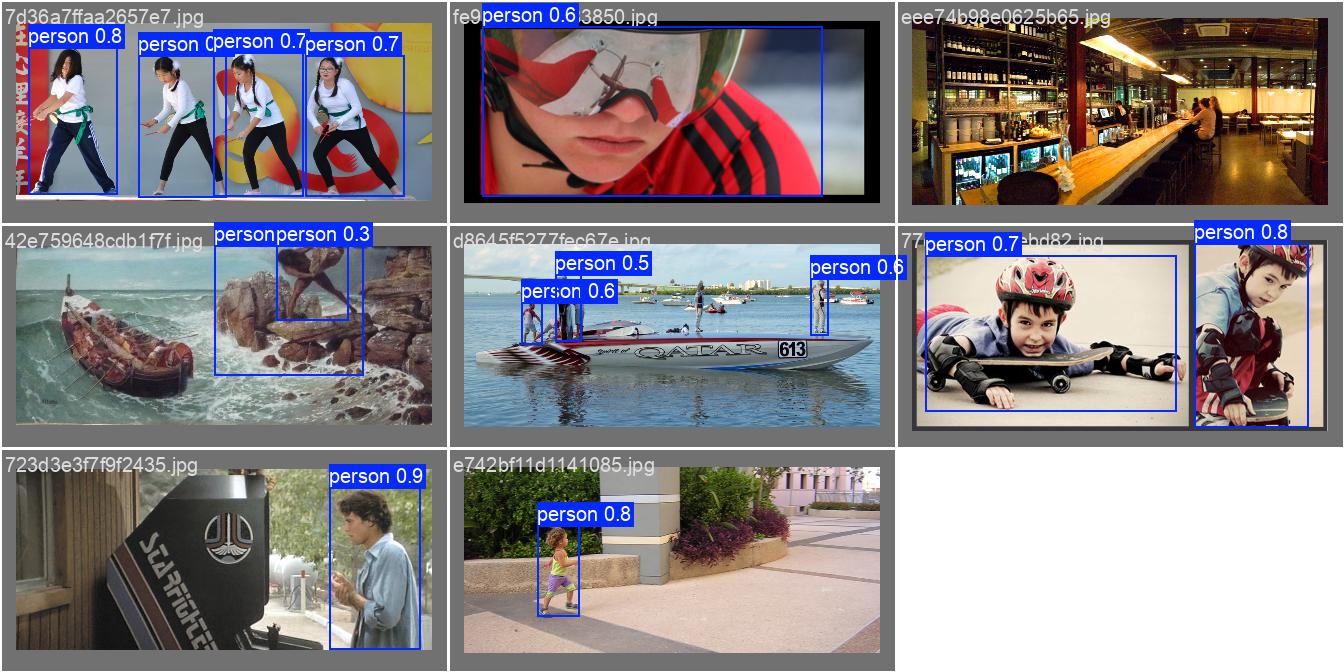 7d36a7ffaa2657e7.jpg
person 0.8
person 0
person 0.7
person 0.7
fe9
3850.jpg
person 0.6
eee74b98e0625b65.jpg
42e759648cdb1f7f.jpg
person
person 0.3
d8645f5277fec67e.jpg
person 0.5
person 0.6
person 0.6
Spirit of
QATAR
613
77
ebd82.jpg
person 0.7
person 0.8
723d3e3f7f9f2435.jpg
person 0.9
STARFIGHTER
e742bf11d1141085.jpg
person 0.8